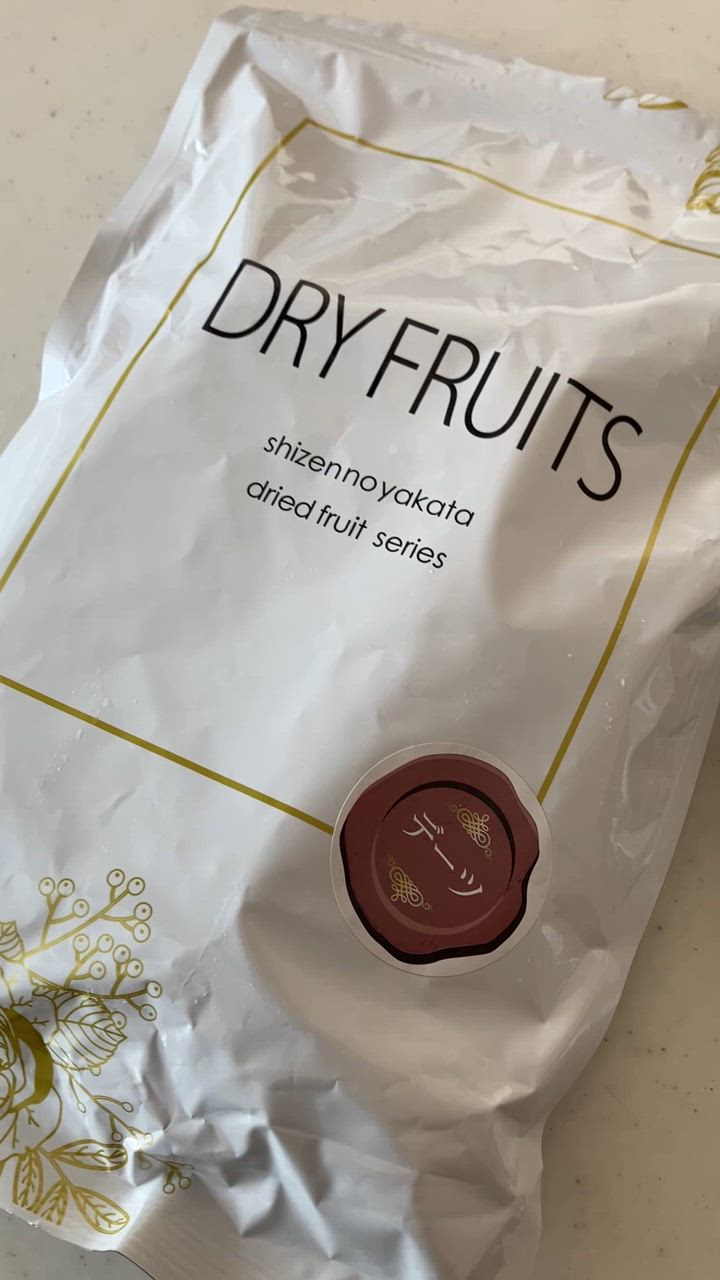 DRY FRUITS
shizennoyakata
dried fruit series
デーツ